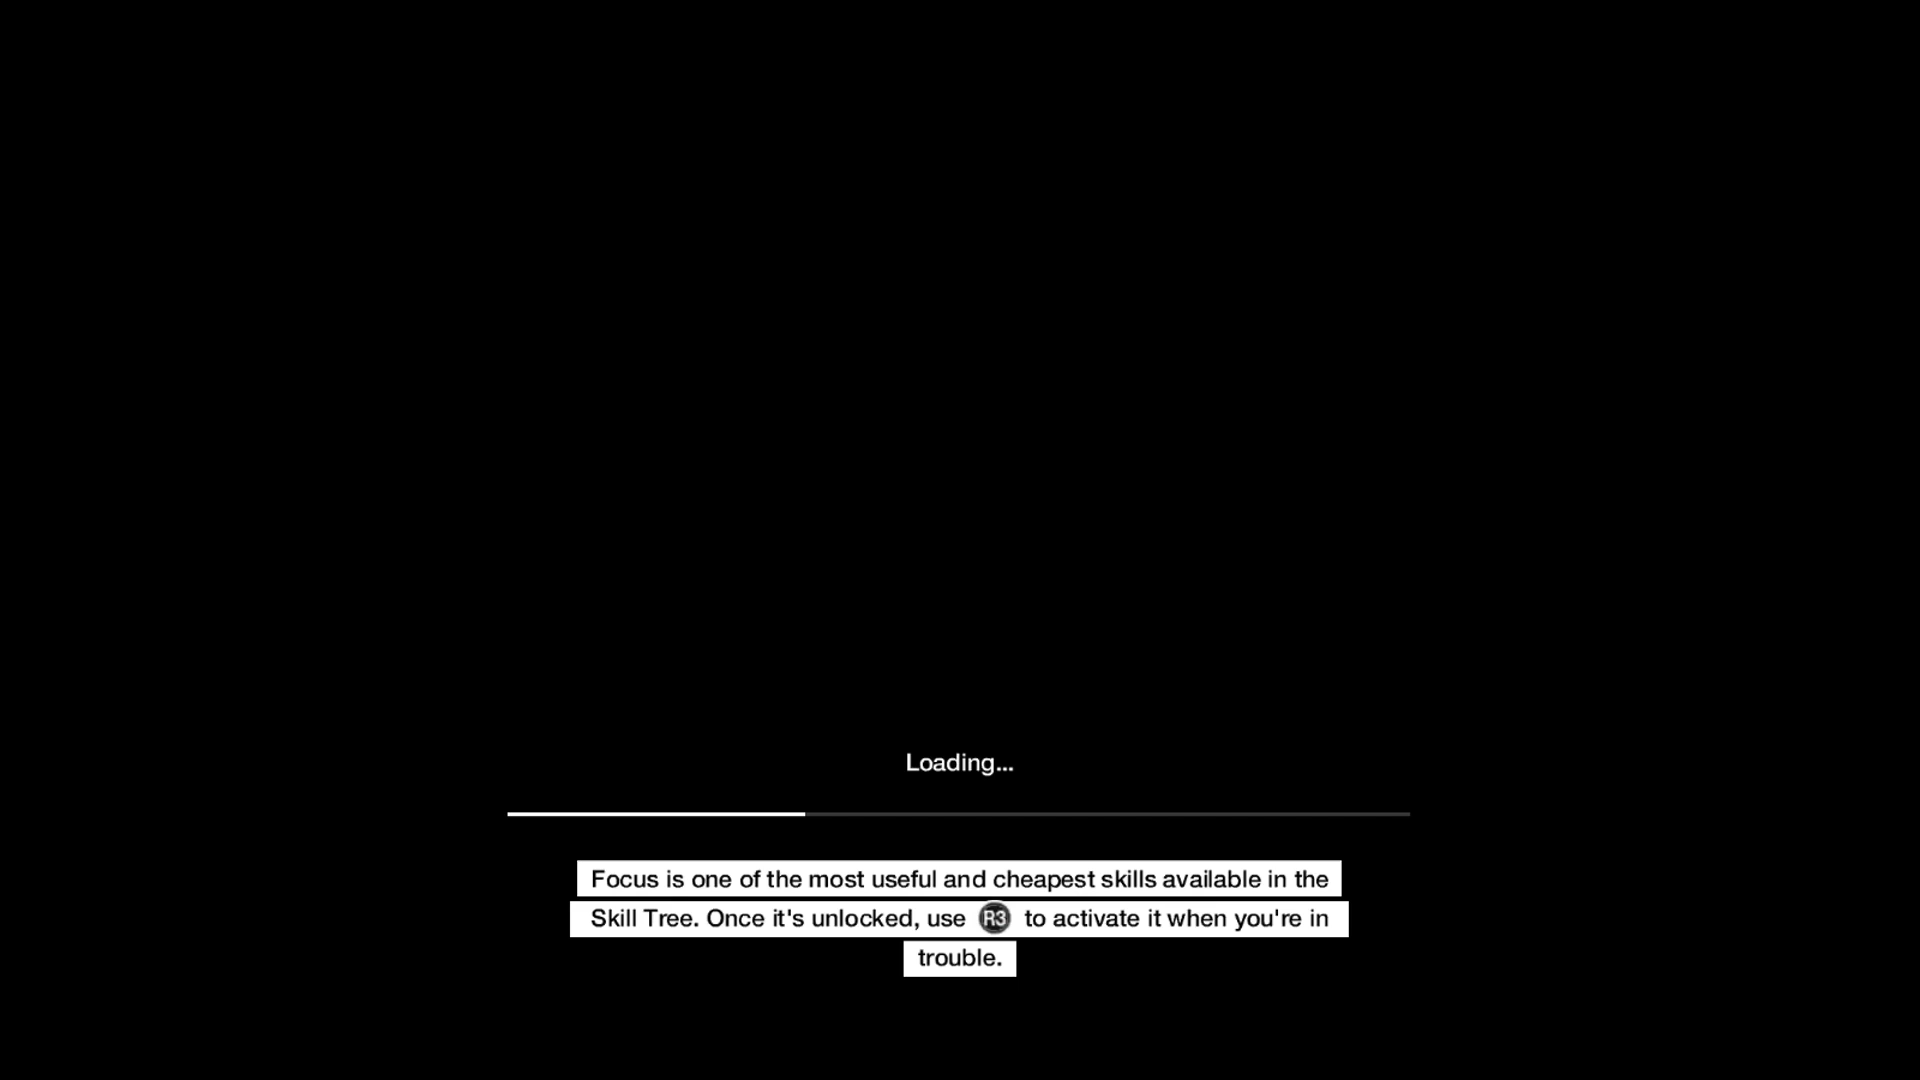 Loading...
Focus is one of the most useful and cheapest skills available in the
Skill Tree. Once it's unlocked, use R3 to activate it when you're in
trouble.